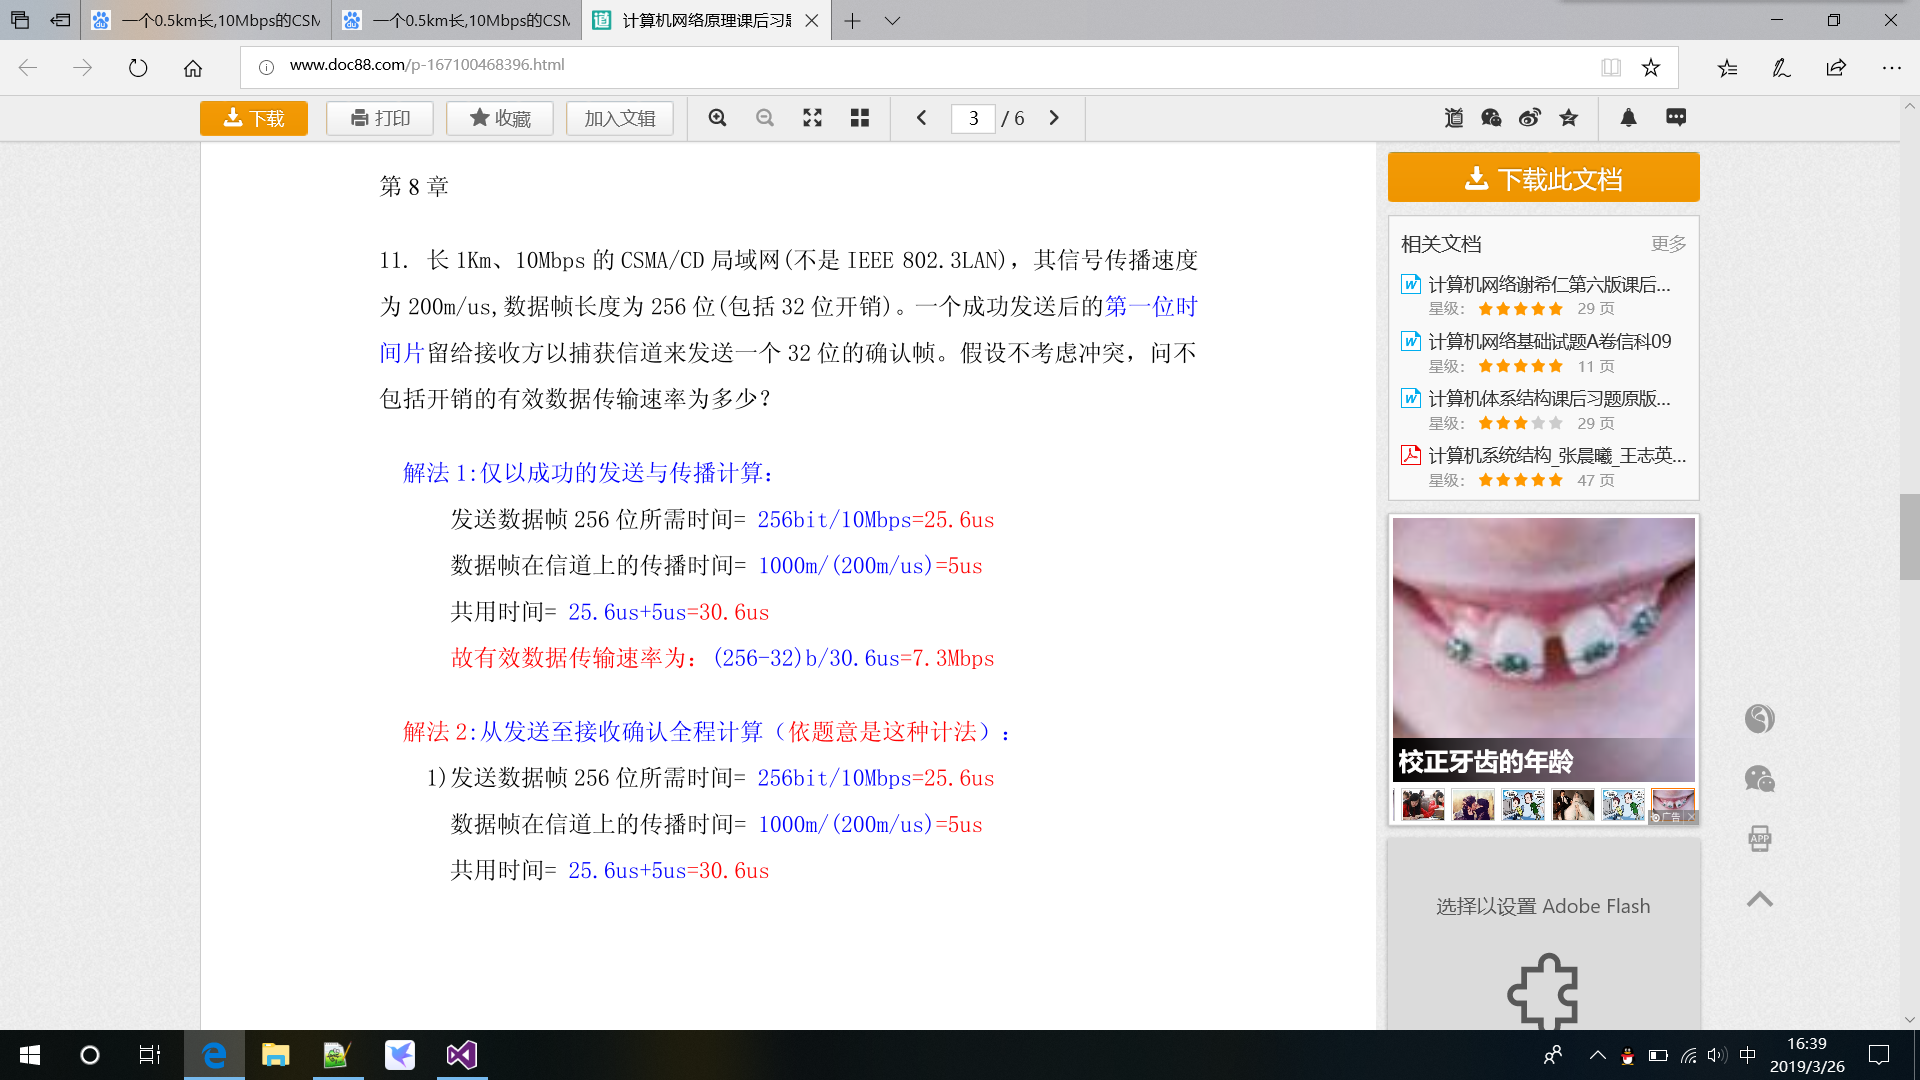 一个0.5km长,10Mbps的CSM
一个0.5km长,10Mbps的CSM
计算机网络原理课后习题
www.doc88.com/p-167100468396.html
下载
打印
收藏
加入文辑
3 / 6
下载此文档
第 8 章
11. 长 1Km、10Mbps 的 CSMA/CD 局域网(不是 IEEE 802.3LAN)，其信号传播速度
为 200m/us,数据帧长度为 256 位(包括 32 位开销)。一个成功发送后的第一位时
间片留给接收方以捕获信道来发送一个 32 位的确认帧。假设不考虑冲突，问不
包括开销的有效数据传输速率为多少？
解法 1:仅以成功的发送与传播计算：
发送数据帧 256 位所需时间= 256bit/10Mbps=25.6us
数据帧在信道上的传播时间= 1000m/(200m/us)=5us
共用时间= 25.6us+5us=30.6us
故有效数据传输速率为：(256-32)b/30.6us=7.3Mbps
解法 2:从发送至接收确认全程计算（依题意是这种计法）：
1)发送数据帧 256 位所需时间= 256bit/10Mbps=25.6us
数据帧在信道上的传播时间= 1000m/(200m/us)=5us
共用时间= 25.6us+5us=30.6us
相关文档
更多
计算机网络谢希仁第六版课后...
星级： 29 页
计算机网络基础试题A卷信科09
星级： 11 页
计算机体系结构课后习题原版...
星级： 29 页
计算机系统结构_张晨曦_王志英...
星级： 47 页
校正牙齿的年龄
广告
选择以设置 Adobe Flash
APP
中
16:39
2019/3/26